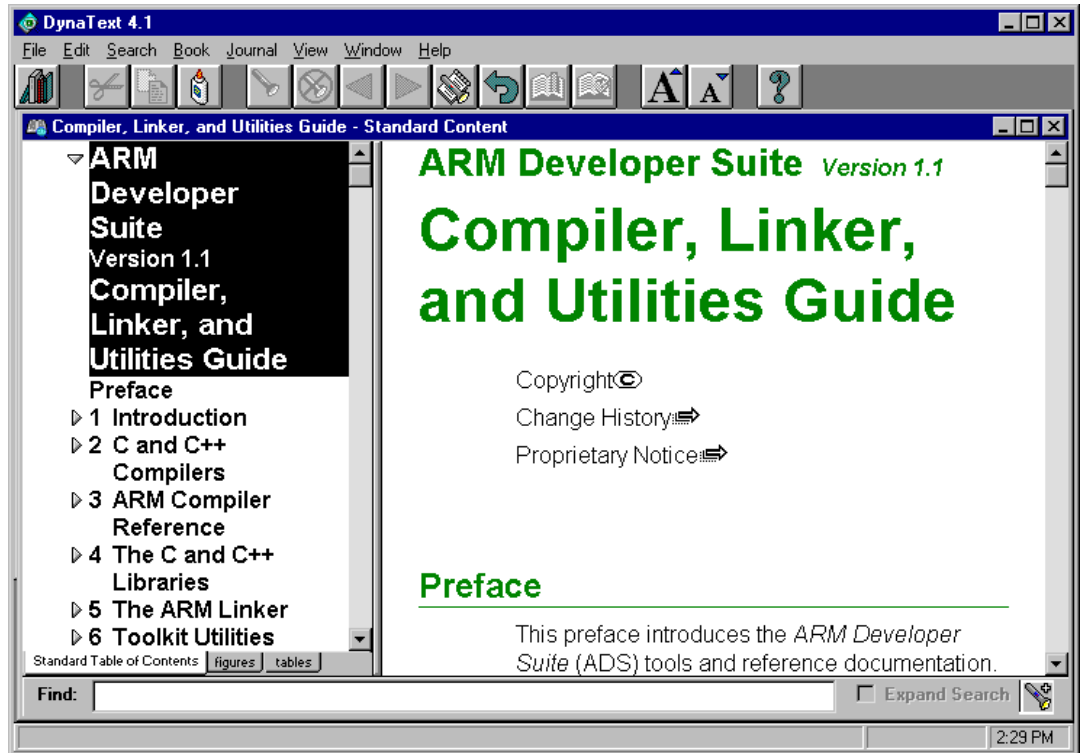 DynaText 4.1
File Edit Search Book Journal View Window Help
A A ?
Compiler, Linker, and Utilities Guide - Standard Content
ARM
Developer
Suite
Version 1.1
Compiler,
Linker, and
Utilities Guide
Preface
1 Introduction
2 C and C++
Compilers
3 ARM Compiler
Reference
4 The C and C++
Libraries
5 The ARM Linker
6 Toolkit Utilities
Standard Table of Contents figures tables
ARM Developer Suite Version 1.1
Compiler, Linker,
and Utilities Guide
Copyright©
Change History
Proprietary Notice
Preface
This preface introduces the ARM Developer
Suite (ADS) tools and reference documentation.
Find: Expand Search
2:29 PM